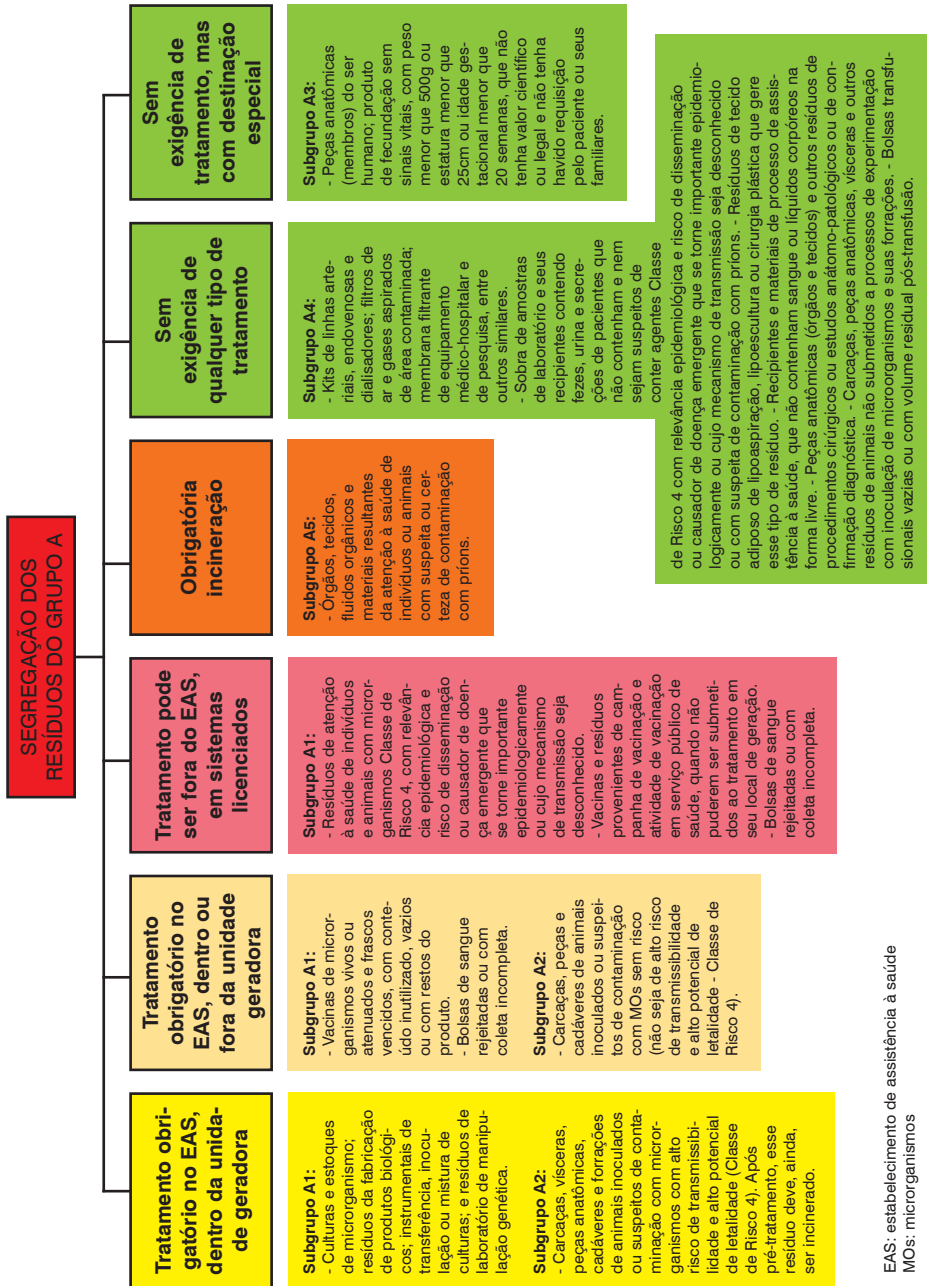 SEGREGAÇÃO DOS
RESÍDUOS DO GRUPO A
Tratamento obri-
gatório no EAS,
dentro da unida-
de geradora
Subgrupo A1:
- Culturas e estoques
de microrganismo;
resíduos da fabricação
de produtos biológi-
cos; instrumentais de
transferência, inocu-
lação ou mistura de
culturas; e resíduos de
laboratório de manipu-
lação genética.
Subgrupo A2:
- Carcaças, vísceras,
peças anatômicas,
cadáveres e forrações
de animais inoculados
ou suspeitos de conta-
minação com micror-
ganismos com alto
risco de transmissibi-
lidade e alto potencial
de letalidade (Classe
de Risco 4). Após
pré-tratamento, esse
resíduo deve, ainda,
ser incinerado.
Tratamento
obrigatório no
EAS, dentro ou
fora da unidade
geradora
Subgrupo A1:
- Vacinas de micror-
ganismos vivos ou
atenuados e frascos
vencidos, com conte-
údo inutilizado, vazios
ou com restos do
produto.
- Bolsas de sangue
rejeitadas ou com
coleta incompleta.
Subgrupo A2:
- Carcaças, peças e
cadáveres de animais
inoculados ou suspei-
tos de contaminação
com MOs sem risco
(não seja de alto risco
de transmissibilidade
e alto potencial de
letalidade - Classe de
Risco 4).
Tratamento pode
ser fora do EAS,
em sistemas
licenciados
Subgrupo A1:
- Resíduos de atenção
à saúde de indivíduos
e animais com micror-
ganismos Classe de
Risco 4, com relevân-
cia epidemiológica e
risco de disseminação
ou causador de doen-
ça emergente que
se torne importante
epidemiologicamente
ou cujo mecanismo
de transmissão seja
desconhecido.
- Vacinas e resíduos
provenientes de cam-
panha de vacinação e
atividade de vacinação
em serviço público de
saúde, quando não
puderem ser submeti-
dos ao tratamento em
seu local de geração.
- Bolsas de sangue
rejeitadas ou com
coleta incompleta.
Obrigatória
incineração
Subgrupo A5:
- Órgãos, tecidos,
fluidos orgânicos e
materiais resultantes
da atenção à saúde de
indivíduos ou animais
com suspeita ou cer-
teza de contaminação
com príons.
Sem
exigência de
qualquer tipo de
tratamento
Subgrupo A4:
- Kits de linhas arte-
riais, endovenosas e
dialisadores; filtros de
ar e gases aspirados
de área contaminada;
membrana filtrante
de equipamento
médico-hospitalar e
de pesquisa, entre
outros similares.
- Sobra de amostras
de laboratório e seus
recipientes contendo
fezes, urina e secre-
ções de pacientes que
não contenham e nem
sejam suspeitos de
conter agentes Classe
de Risco 4 com relevância epidemiológica e risco de disseminação
ou causador de doença emergente que se torne importante epidemio-
logicamente ou cujo mecanismo de transmissão seja desconhecido
ou com suspeita de contaminação com príons. - Resíduos de tecido
adiposo de lipoaspiração, lipoescultura ou cirurgia plástica que gere
esse tipo de resíduo. - Recipientes e materiais de processo de assis-
tência à saúde, que não contenham sangue ou líquidos corpóreos na
forma livre. - Peças anatômicas (órgãos e tecidos) e outros resíduos de
procedimentos cirúrgicos ou estudos anátomo-patológicos ou de con-
firmação diagnóstica. - Carcaças, peças anatômicas, vísceras e outros
resíduos de animais não submetidos a processos de experimentação
com inoculação de microorganismos e suas forrações. - Bolsas transfu-
sionais vazias ou com volume residual pós-transfusão.
Sem
exigência de
tratamento, mas
com destinação
especial
Subgrupo A3:
- Peças anatômicas
(membros) do ser
humano; produto
de fecundação sem
sinais vitais, com peso
menor que 500g ou
estatura menor que
25cm ou idade ges-
tacional menor que
20 semanas, que não
tenha valor científico
ou legal e não tenha
havido requisição
pelo paciente ou seus
familiares.
EAS: estabelecimento de assistência à saúde
MOs: microrganismos